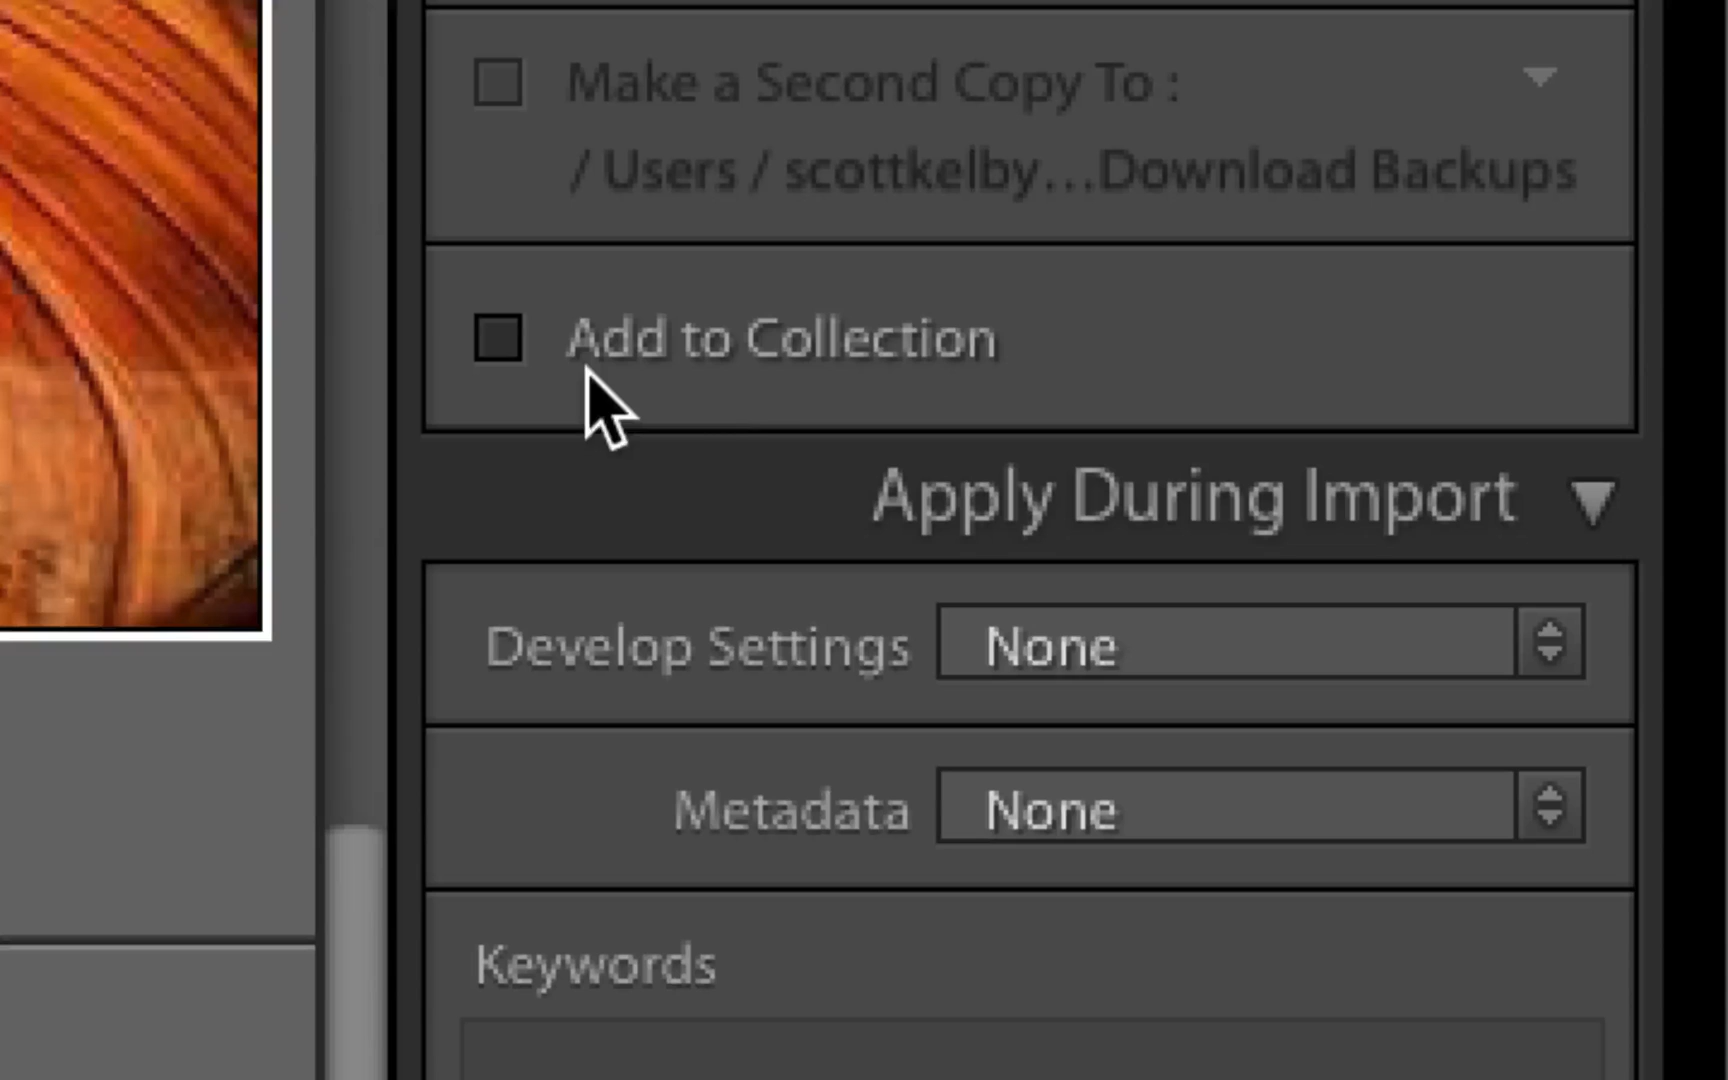 Make a Second Copy To :
/ Users / scottkelby…Download Backups
Add to Collection
Apply During Import
Develop Settings None
Metadata None
Keywords